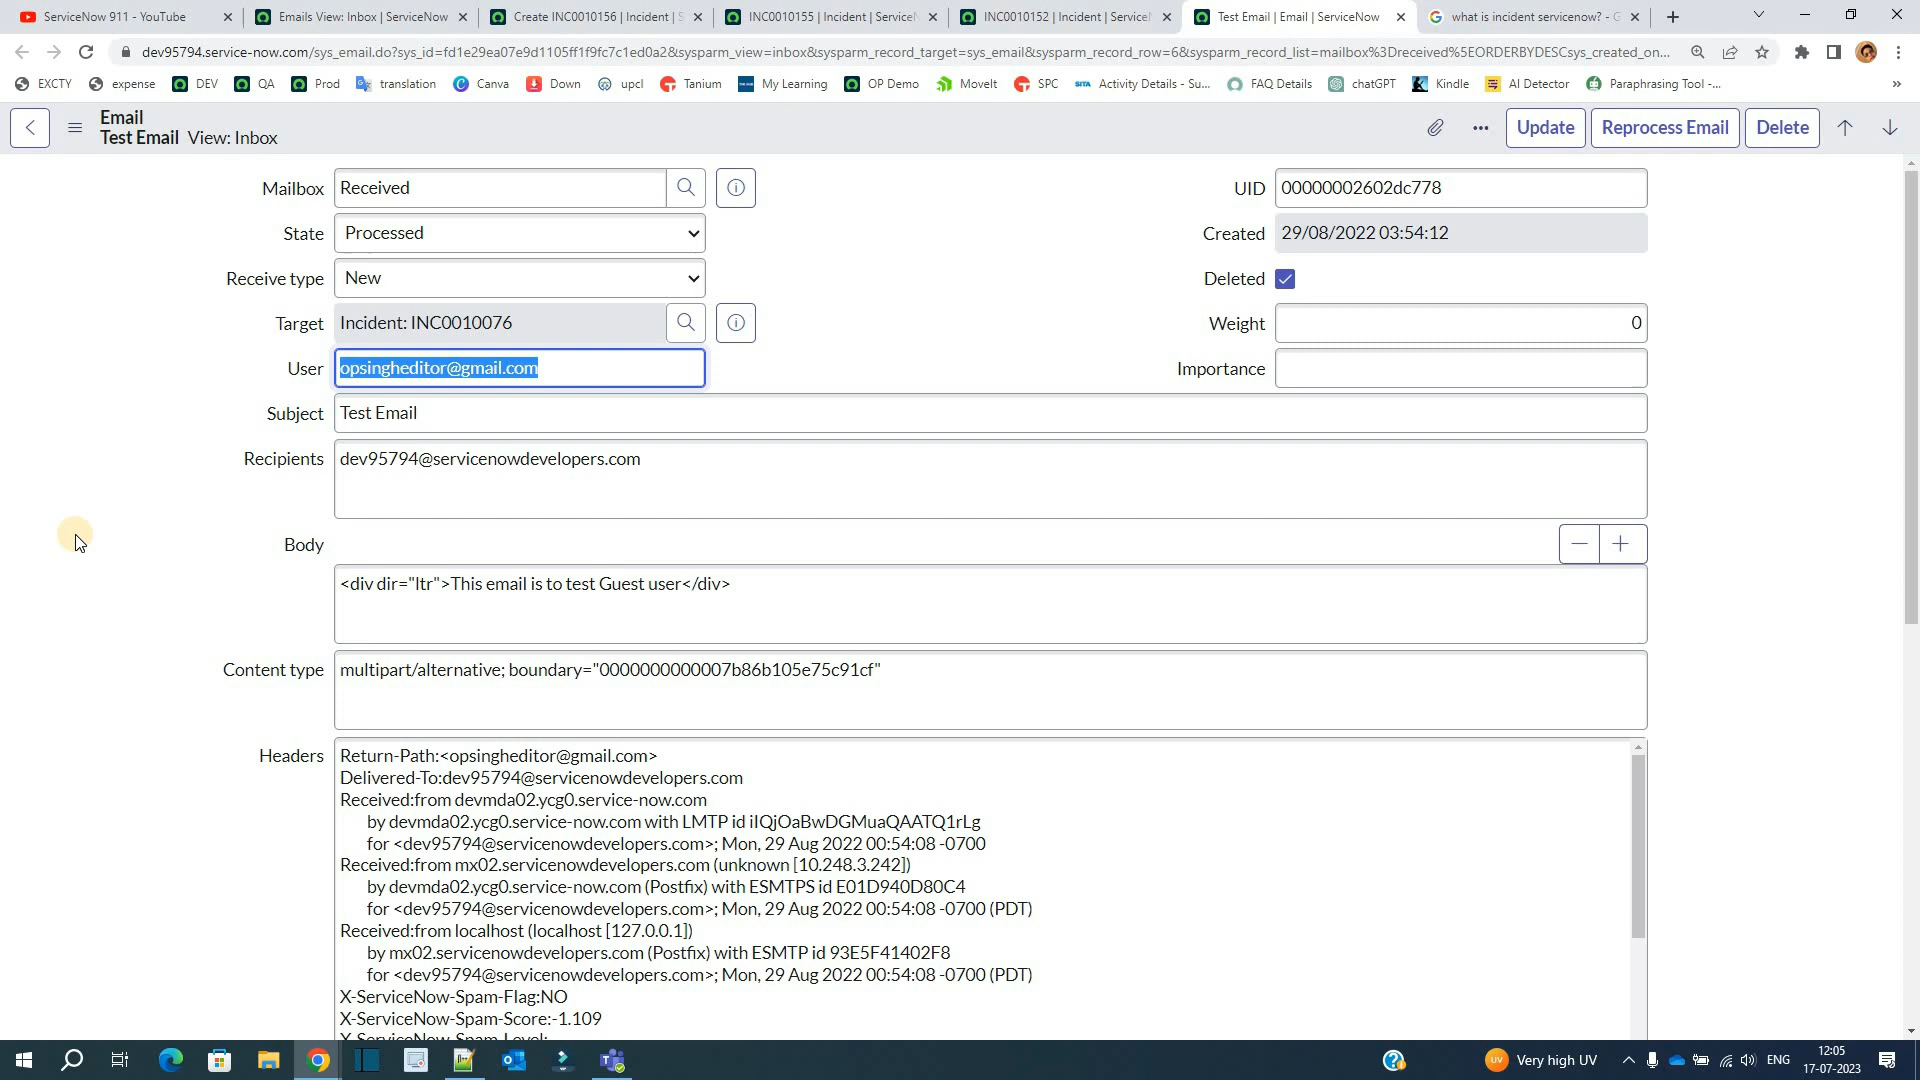 ServiceNow 911 - YouTube
Emails View: Inbox | ServiceNow
Create INC0010156 | Incident | S
INC0010155 | Incident | Service
INC0010152 | Incident | Service
Test Email | Email | ServiceNow
what is incident servicenow? - G
dev95794.service-now.com/sys_email.do?sys_id=fd1e29ea07e9d1105ff1f9fc7c1ed0a2&sysparm_view=inbox&sysparm_record_target=sys_email&sysparm_record_row=6&sysparm_record_list=mailbox%3Dreceived%5EORDERBYDESCsys_created_on...
EXCTY expense DEV QA Prod translation Canva Down upcl Tanium My Learning OP Demo MoveIt SPC Activity Details - Su... FAQ Details chatGPT Kindle AI Detector Paraphrasing Tool -... »
Email
Test Email View: Inbox
Update Reprocess Email Delete
Mailbox Received
UID 00000002602dc778
State Processed
Created 29/08/2022 03:54:12
Receive type New
Deleted
Target Incident: INC0010076
Weight 0
User opsingheditor@gmail.com
Importance
Subject Test Email
Recipients dev95794@servicenowdevelopers.com
Body
<div dir="ltr">This email is to test Guest user</div>
Content type multipart/alternative; boundary="0000000000007b86b105e75c91cf"
Headers Return-Path:<opsingheditor@gmail.com>
Delivered-To:dev95794@servicenowdevelopers.com
Received:from devmda02.ycg0.service-now.com
by devmda02.ycg0.service-now.com with LMTP id iIQjOaBwDGMuaQAATQ1rLg
for <dev95794@servicenowdevelopers.com>; Mon, 29 Aug 2022 00:54:08 -0700
Received:from mx02.servicenowdevelopers.com (unknown [10.248.3.242])
by devmda02.ycg0.service-now.com (Postfix) with ESMTPS id E01D940D80C4
for <dev95794@servicenowdevelopers.com>; Mon, 29 Aug 2022 00:54:08 -0700 (PDT)
Received:from localhost (localhost [127.0.0.1])
by mx02.servicenowdevelopers.com (Postfix) with ESMTP id 93E5F41402F8
for <dev95794@servicenowdevelopers.com>; Mon, 29 Aug 2022 00:54:08 -0700 (PDT)
X-ServiceNow-Spam-Flag:NO
X-ServiceNow-Spam-Score:-1.109
X-ServiceNow-Spam-Level:
UV Very high UV
ENG
12:05
17-07-2023